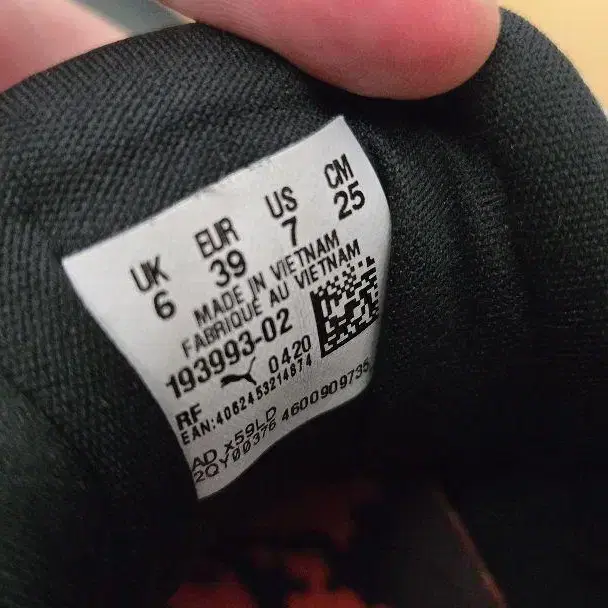 UK EUR US CM
6 39 7 25
MADE IN VIETNAM
FABRIQUE AU VIETNAM
193993-02
RF 0420
EAN:4062453214874
AD x59LD
2QY00376 4600909735